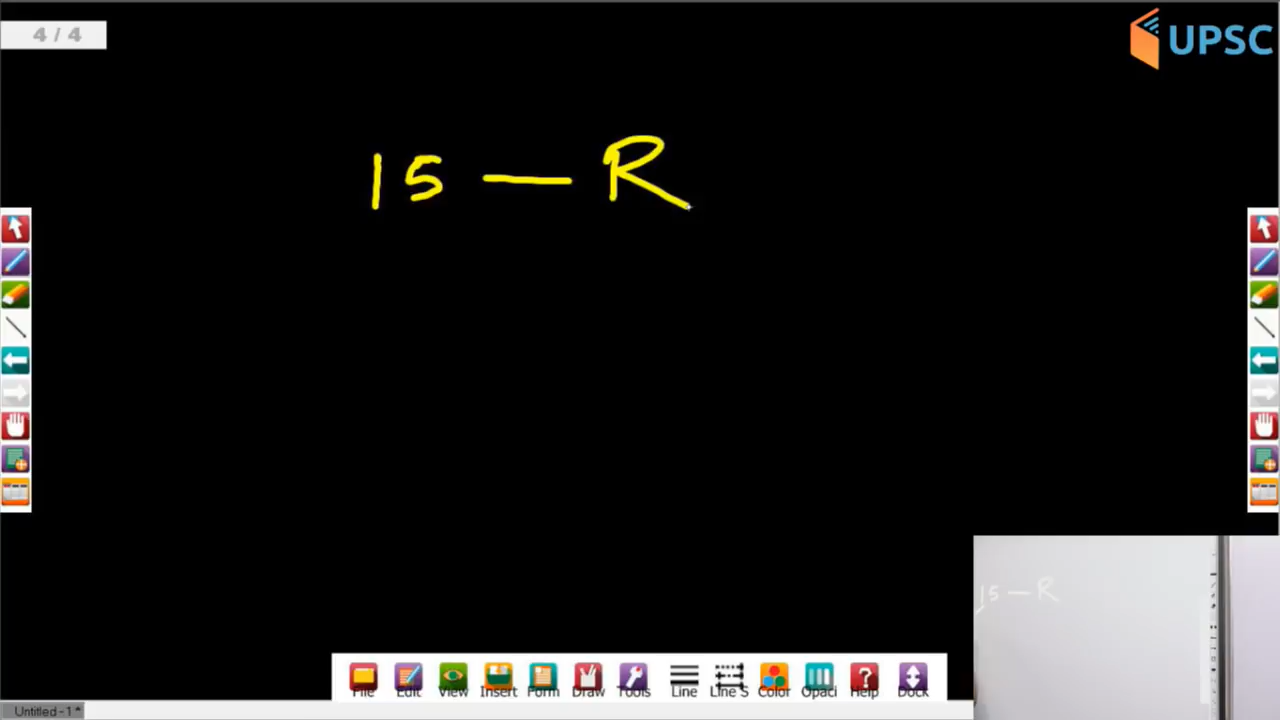 4 / 4
UPSC
15 — R
15 — R
File Edit View Insert Form Draw Tools Line Line S Color Opaci Help Dock
Untitled - 1 *